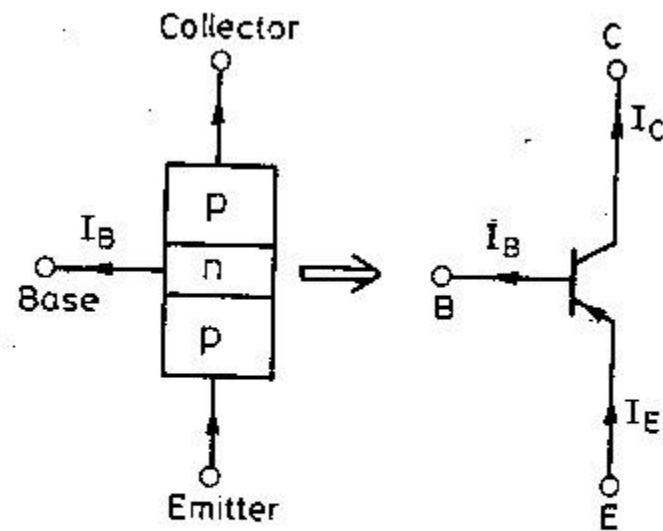 Collector
P
I_B
n
Base
P
Emitter
C
I_C
I_B
B
I_E
E